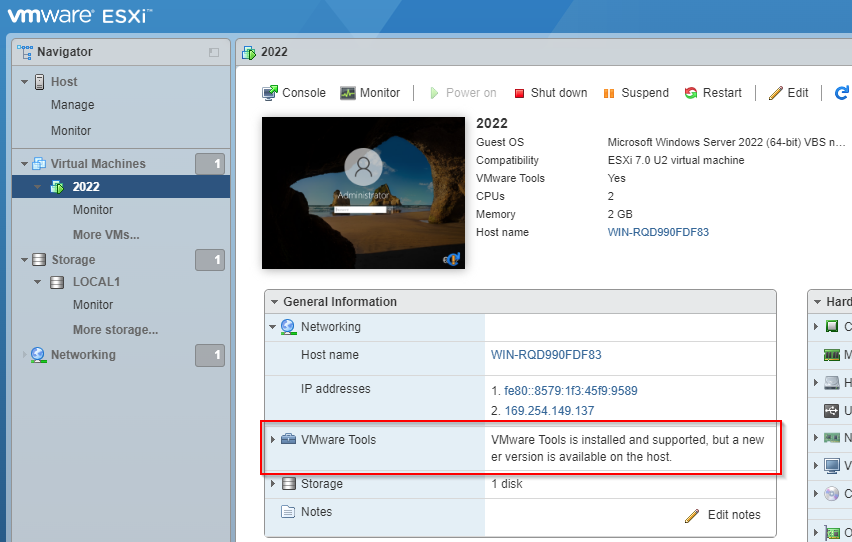 vmware ESXi™
Navigator
Host
Manage
Monitor
Virtual Machines 1
2022
Monitor
More VMs...
Storage 1
LOCAL1
Monitor
More storage...
Networking 1
2022
Console Monitor Power on Shut down Suspend Restart Edit
Administrator
2022
Guest OS Microsoft Windows Server 2022 (64-bit) VBS n...
Compatibility ESXi 7.0 U2 virtual machine
VMware Tools Yes
CPUs 2
Memory 2 GB
Host name WIN-RQD990FDF83
General Information
Networking
Host name WIN-RQD990FDF83
IP addresses 1. fe80::8579:1f3:45f9:9589
2. 169.254.149.137
VMware Tools VMware Tools is installed and supported, but a new
er version is available on the host.
Storage 1 disk
Notes Edit notes
Hard
C
M
H
U
N
V
C
O